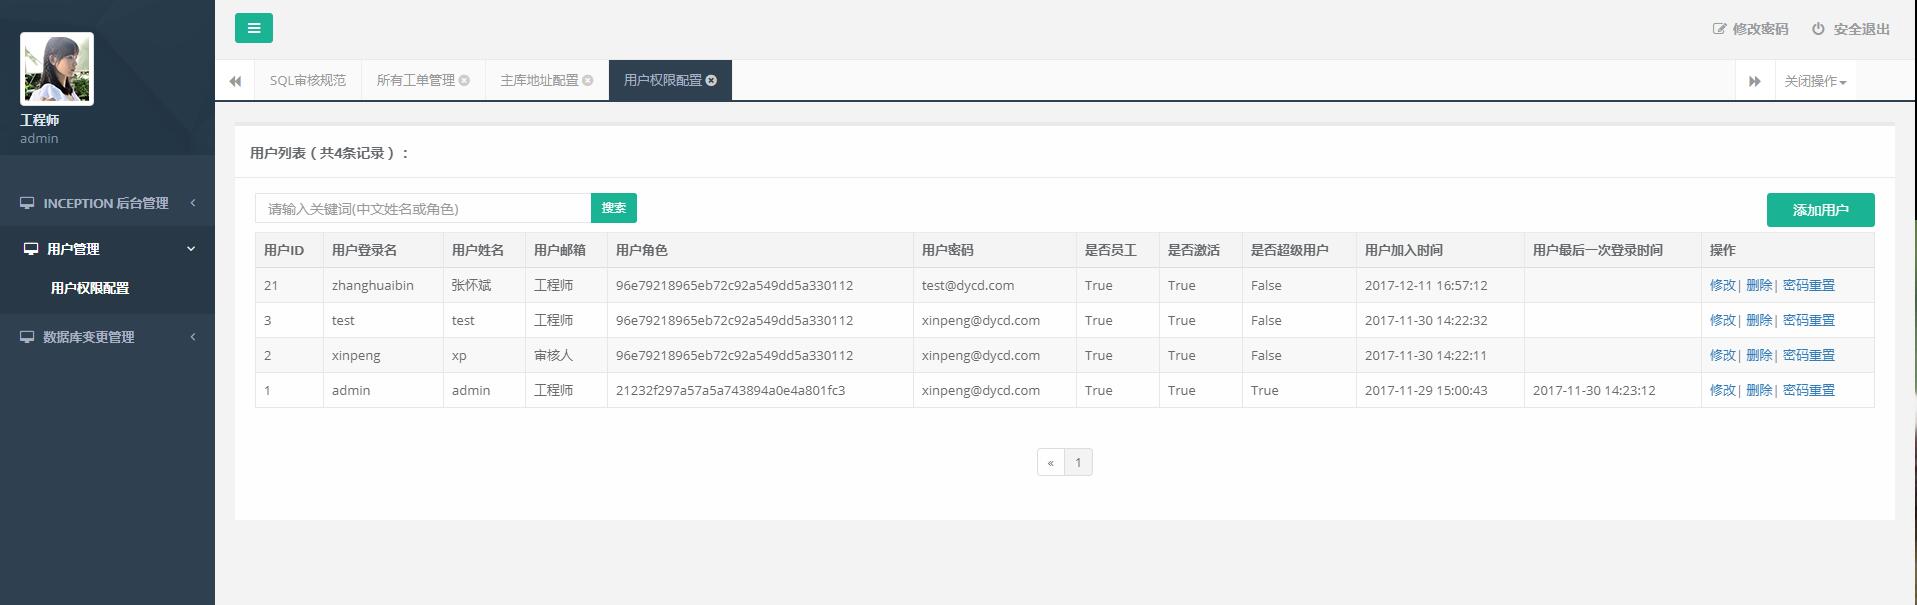 工程师
admin
INCEPTION 后台管理
用户管理
用户权限配置
数据库变更管理
修改密码 安全退出
SQL审核规范 所有工单管理 主库地址配置 用户权限配置 关闭操作
用户列表（共4条记录）：
请输入关键词(中文姓名或角色) 搜索 添加用户
用户ID 用户登录名 用户姓名 用户邮箱 用户角色 用户密码 是否员工 是否激活 是否超级用户 用户加入时间 用户最后一次登录时间 操作
21 zhanghuaibin 张怀斌 工程师 96e79218965eb72c92a549dd5a330112 test@dycd.com True True False 2017-12-11 16:57:12 修改| 删除| 密码重置
3 test test 工程师 96e79218965eb72c92a549dd5a330112 xinpeng@dycd.com True True False 2017-11-30 14:22:32 修改| 删除| 密码重置
2 xinpeng xp 审核人 96e79218965eb72c92a549dd5a330112 xinpeng@dycd.com True True False 2017-11-30 14:22:11 修改| 删除| 密码重置
1 admin admin 工程师 21232f297a57a5a743894a0e4a801fc3 xinpeng@dycd.com True True True 2017-11-29 15:00:43 2017-11-30 14:23:12 修改| 删除| 密码重置
« 1